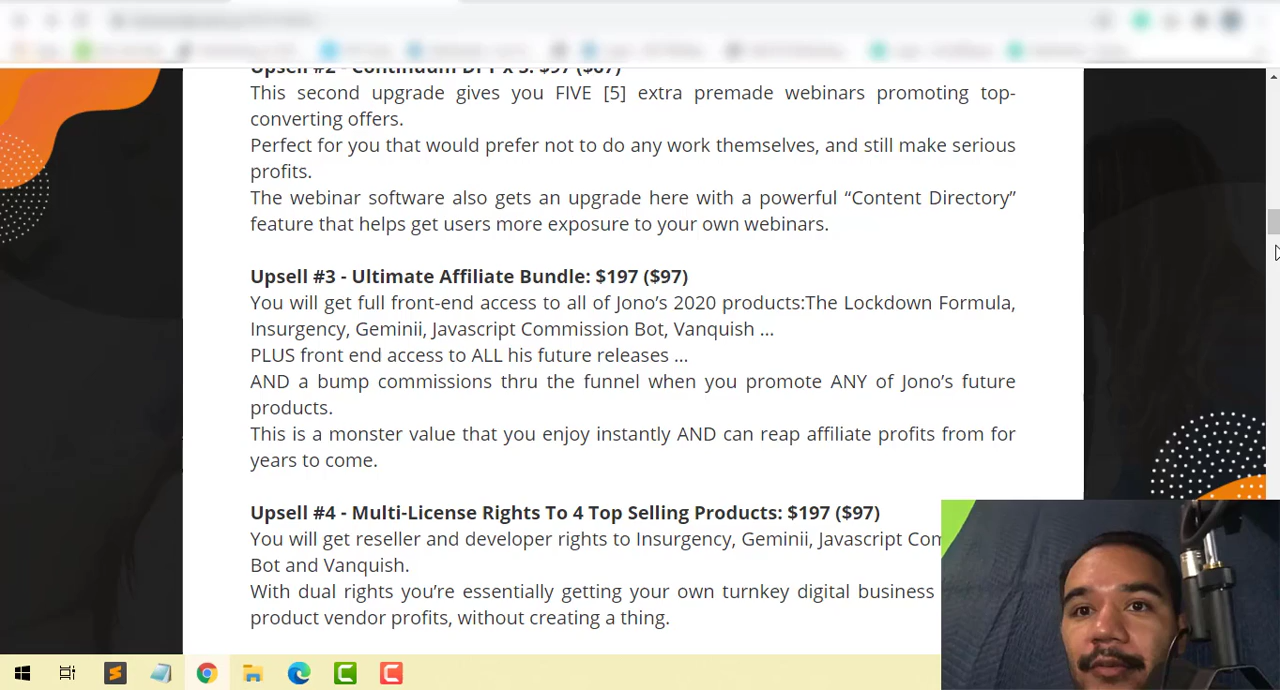 Upsell #2 - Continuum DFY x 5: $97 ($67)
This second upgrade gives you FIVE [5] extra premade webinars promoting top-
converting offers.
Perfect for you that would prefer not to do any work themselves, and still make serious
profits.
The webinar software also gets an upgrade here with a powerful “Content Directory”
feature that helps get users more exposure to your own webinars.
Upsell #3 - Ultimate Affiliate Bundle: $197 ($97)
You will get full front-end access to all of Jono’s 2020 products:The Lockdown Formula,
Insurgency, Geminii, Javascript Commission Bot, Vanquish ...
PLUS front end access to ALL his future releases ...
AND a bump commissions thru the funnel when you promote ANY of Jono’s future
products.
This is a monster value that you enjoy instantly AND can reap affiliate profits from for
years to come.
Upsell #4 - Multi-License Rights To 4 Top Selling Products: $197 ($97)
You will get reseller and developer rights to Insurgency, Geminii, Javascript Com
Bot and Vanquish.
With dual rights you’re essentially getting your own turnkey digital business
product vendor profits, without creating a thing.